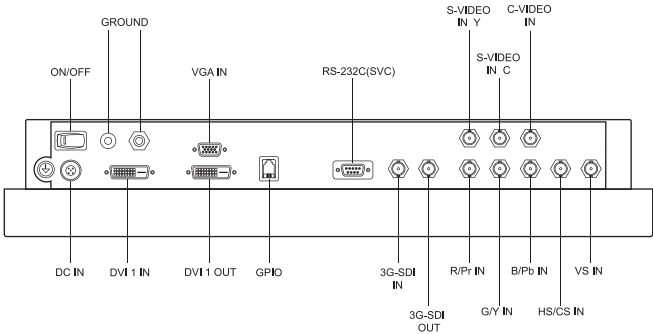 S-VIDEO
IN Y
C-VIDEO
IN
GROUND
S-VIDEO
IN C
ON/OFF
VGA IN
RS-232C(SVC)
DC IN
DVI 1 IN
DVI 1 OUT
GPIO
3G-SDI
IN
R/Pr IN
B/Pb IN
VS IN
3G-SDI
OUT
G/Y IN
HS/CS IN